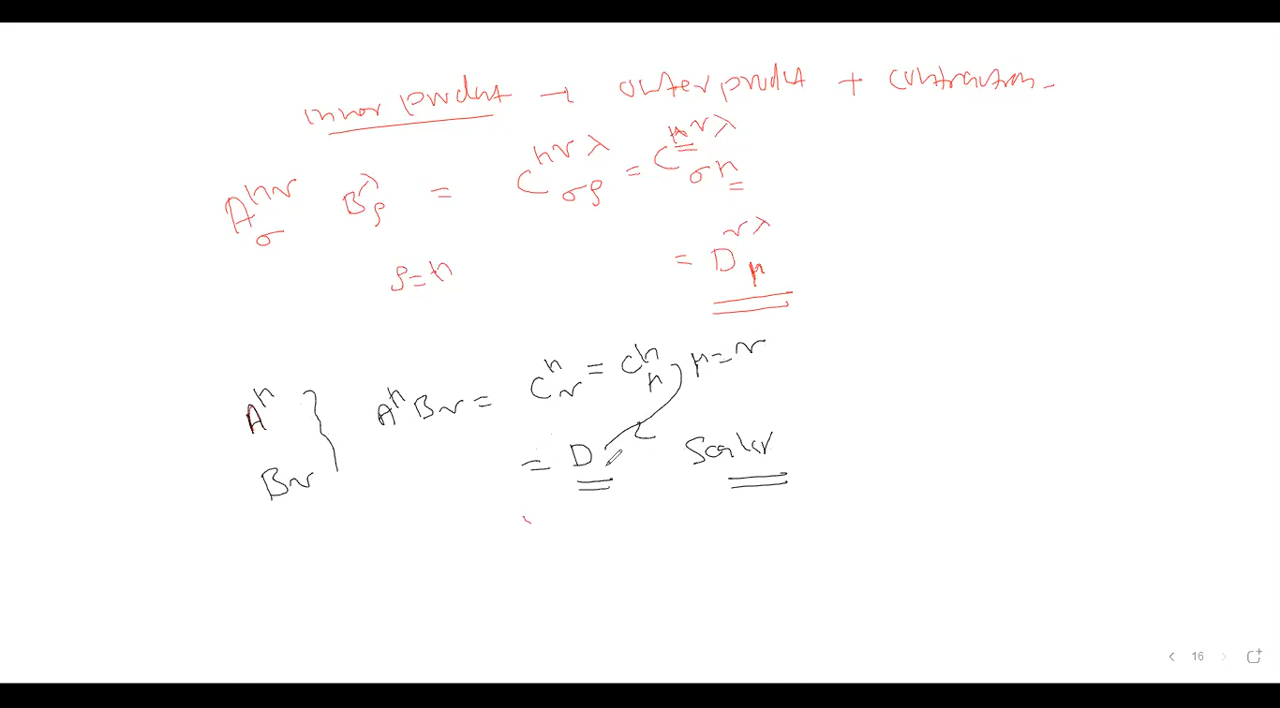 inner product → outer product + contraction.
A^{μν}_σ B^λ_ρ = C^{μνλ}_{σρ} = C^{μνλ}_{σμ}
ρ=μ = D^{νλ}_μ
A^μ } A^μ B_ν = C^μ_ν = C^μ_μ , μ=ν
B_ν = D Scalar
16